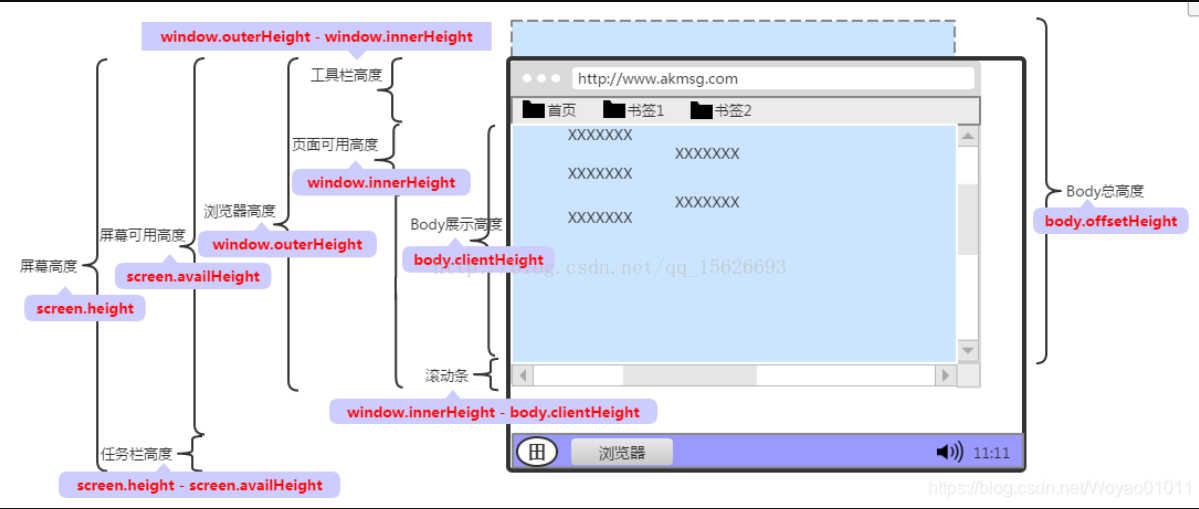 window.outerHeight - window.innerHeight
工具栏高度
http://www.akmsg.com
首页 书签1 书签2
页面可用高度
window.innerHeight
XXXXXXX
XXXXXXX
XXXXXXX
XXXXXXX
XXXXXXX
浏览器高度
window.outerHeight
Body展示高度
body.clientHeight
http://blog.csdn.net/qq_15626693
Body总高度
body.offsetHeight
屏幕可用高度
screen.availHeight
屏幕高度
screen.height
滚动条
window.innerHeight - body.clientHeight
任务栏高度
screen.height - screen.availHeight
田 浏览器 11:11
https://blog.csdn.net/Woyao01011